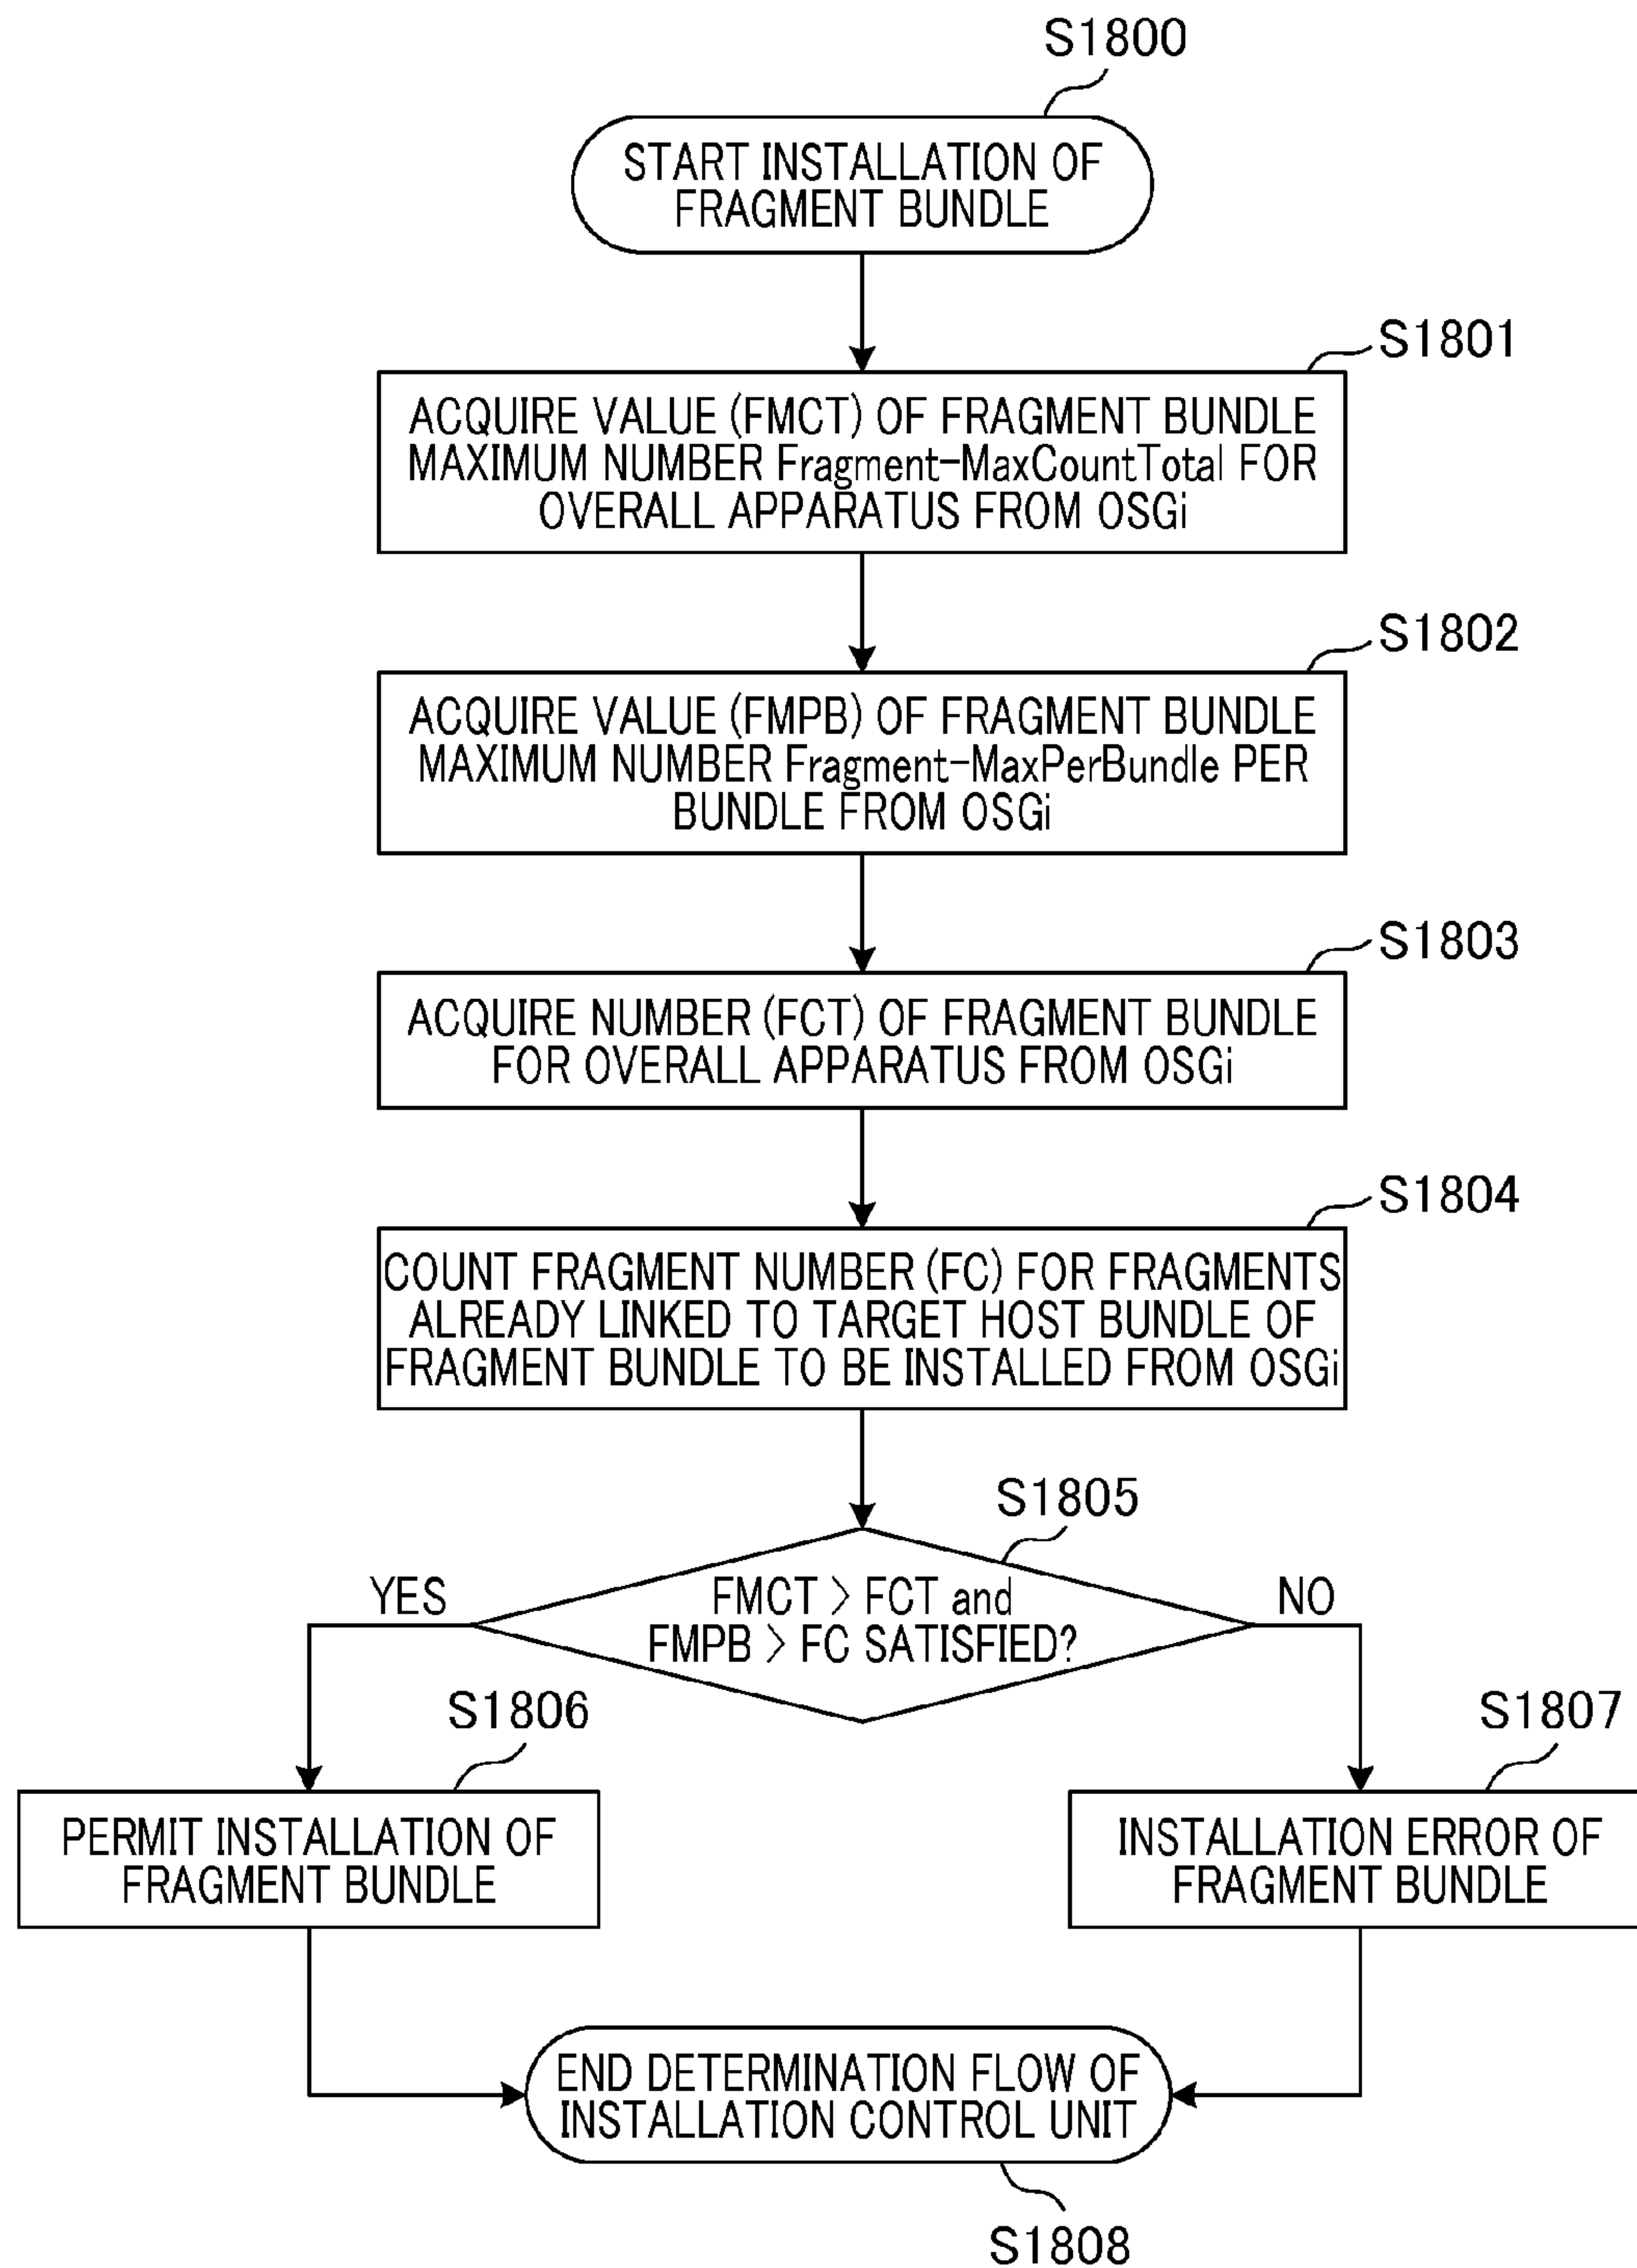 S1800
START INSTALLATION OF
FRAGMENT BUNDLE
S1801
ACQUIRE VALUE (FMCT) OF FRAGMENT BUNDLE
MAXIMUM NUMBER Fragment-MaxCountTotal FOR
OVERALL APPARATUS FROM OSGi
S1802
ACQUIRE VALUE (FMPB) OF FRAGMENT BUNDLE
MAXIMUM NUMBER Fragment-MaxPerBundle PER
BUNDLE FROM OSGi
S1803
ACQUIRE NUMBER (FCT) OF FRAGMENT BUNDLE
FOR OVERALL APPARATUS FROM OSGi
S1804
COUNT FRAGMENT NUMBER (FC) FOR FRAGMENTS
ALREADY LINKED TO TARGET HOST BUNDLE OF
FRAGMENT BUNDLE TO BE INSTALLED FROM OSGi
S1805
YES
FMCT > FCT and
FMPB > FC SATISFIED?
NO
S1806
PERMIT INSTALLATION OF
FRAGMENT BUNDLE
S1807
INSTALLATION ERROR OF
FRAGMENT BUNDLE
END DETERMINATION FLOW OF
INSTALLATION CONTROL UNIT
S1808